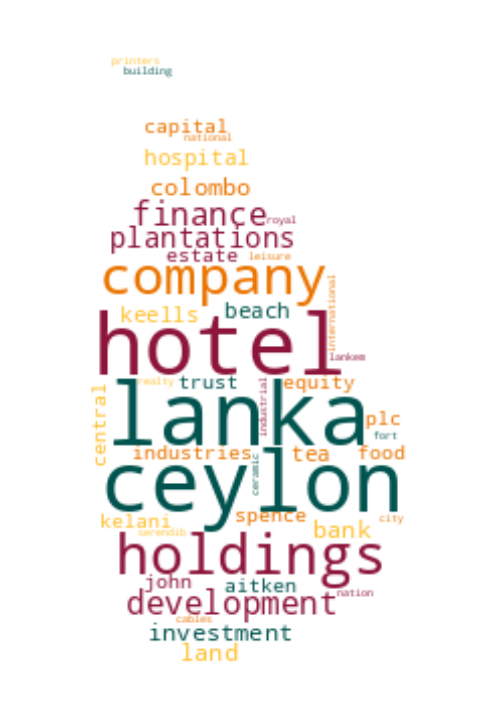 printers
building
capital
national
hospital
colombo
finance
royal
plantations
estate leisure
company
international
keells beach
hotel
lankem
realty trust equity
lanka
industrial
central
plc
fort
industries tea food
ceramic
ceylon
kelani spence city
serendib bank
holdings
john aitken
development nation
cables
investment
land